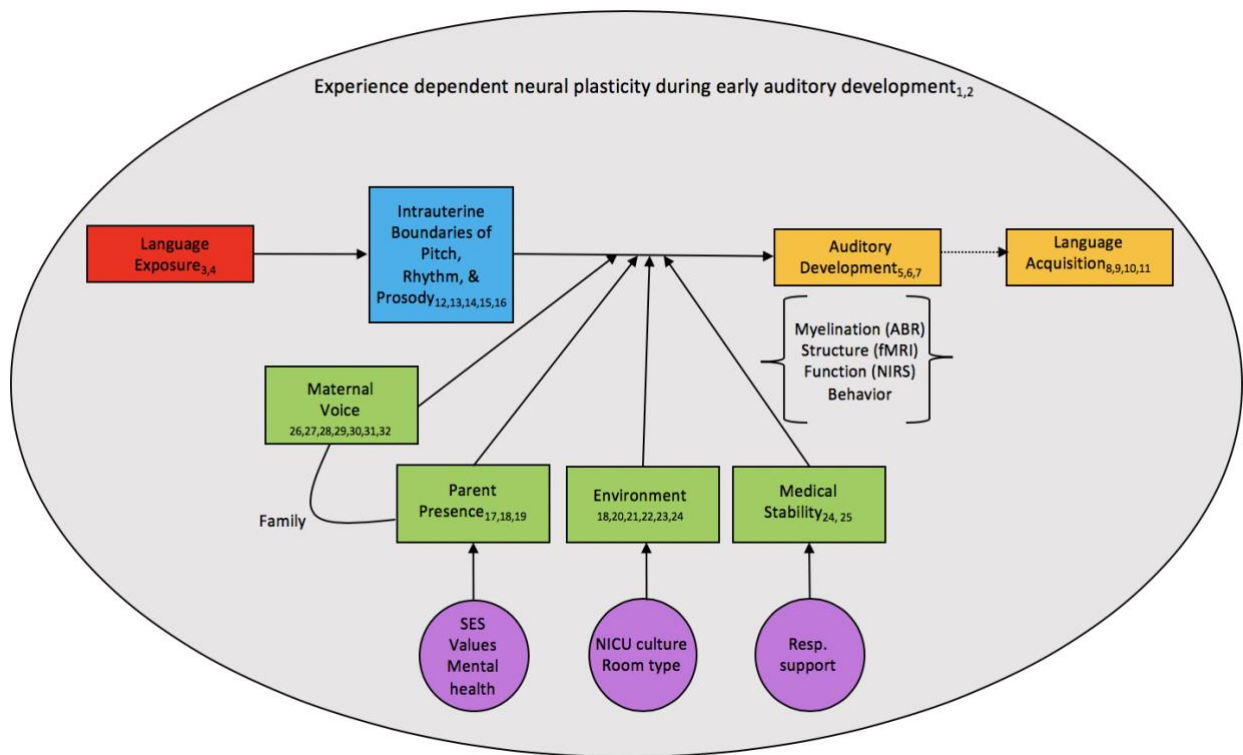 Experience dependent neural plasticity during early auditory development1,2
Language
Exposure3,4
Intrauterine
Boundaries of
Pitch,
Rhythm, &
Prosody12,13,14,15,16
Auditory
Development5,6,7
Language
Acquisition8,9,10,11
Myelination (ABR)
Structure (fMRI)
Function (NIRS)
Behavior
Maternal
Voice
26,27,28,29,30,31,32
Family
Parent
Presence17,18,19
Environment
18,20,21,22,23,24
Medical
Stability24, 25
SES
Values
Mental
health
NICU culture
Room type
Resp.
support